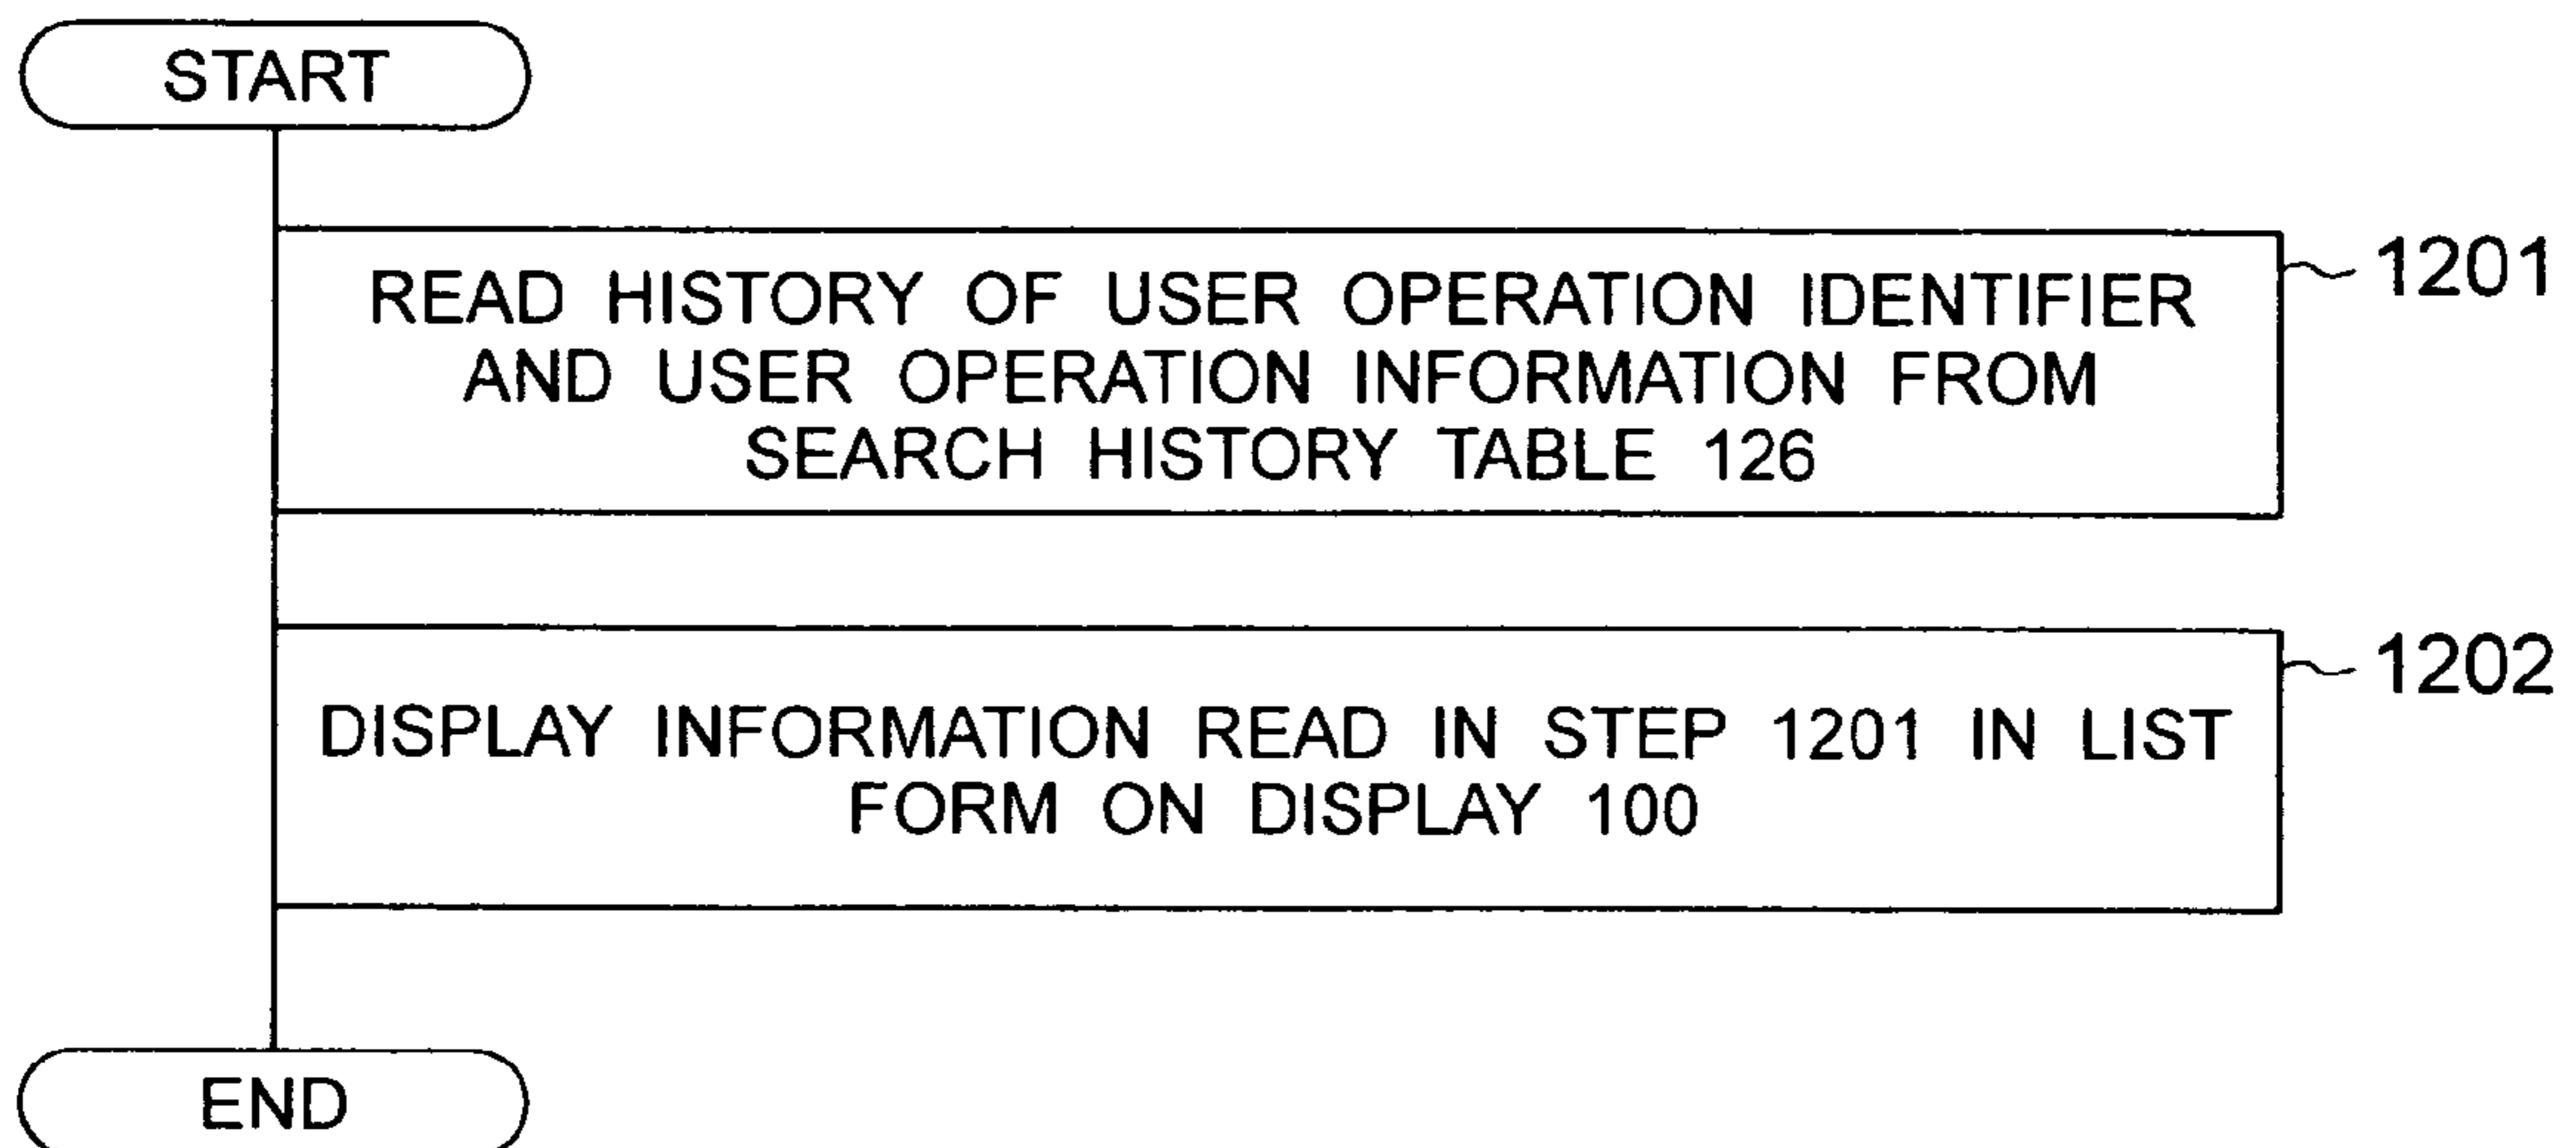 START
READ HISTORY OF USER OPERATION IDENTIFIER
AND USER OPERATION INFORMATION FROM
SEARCH HISTORY TABLE 126
1201
DISPLAY INFORMATION READ IN STEP 1201 IN LIST
FORM ON DISPLAY 100
1202
END